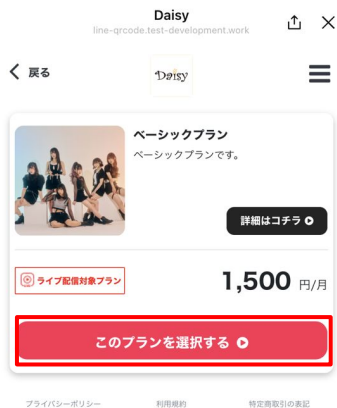 Daisy
line-qrcode.test-development.work
戻る
Daisy
ベーシックプラン
ベーシックプランです。
詳細はコチラ
ライブ配信対象プラン
1,500 円/月
このプランを選択する
プライバシーポリシー 利用規約 特定商取引の表記